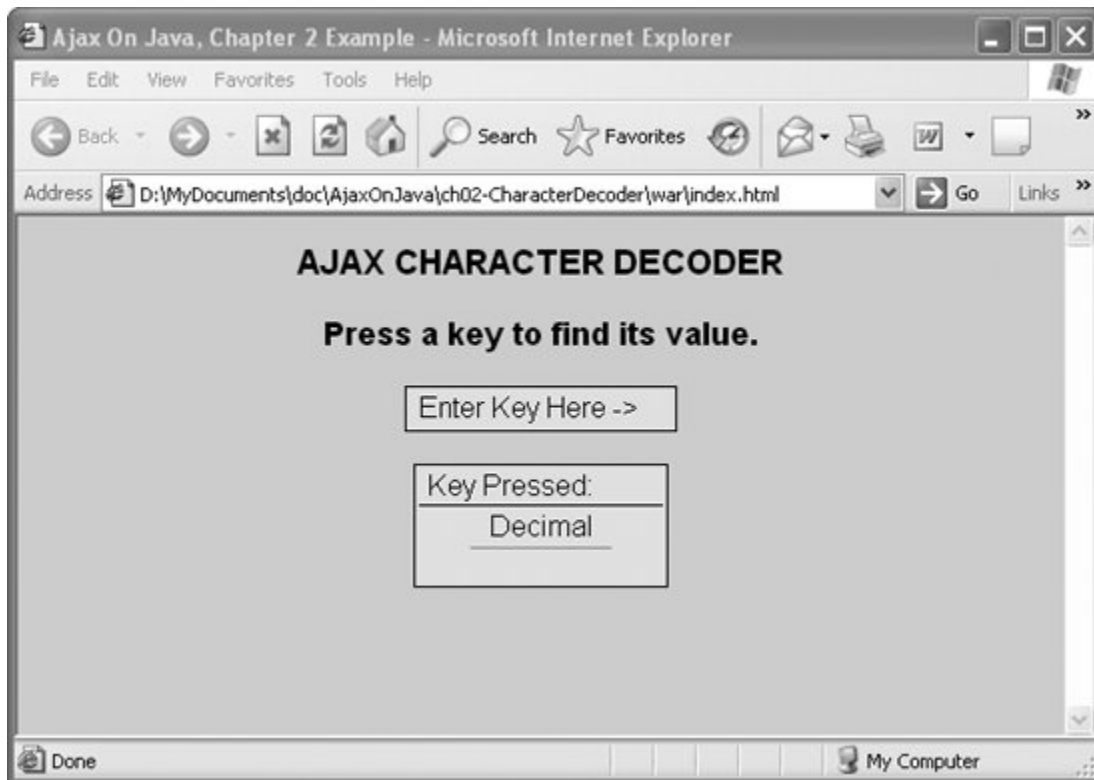 Ajax On Java, Chapter 2 Example - Microsoft Internet Explorer
File Edit View Favorites Tools Help
Back Search Favorites W »
Address D:\MyDocuments\doc\AjaxOnJava\ch02-CharacterDecoder\war\index.html Go Links »
AJAX CHARACTER DECODER
Press a key to find its value.
Enter Key Here ->
Key Pressed:
Decimal
Done My Computer